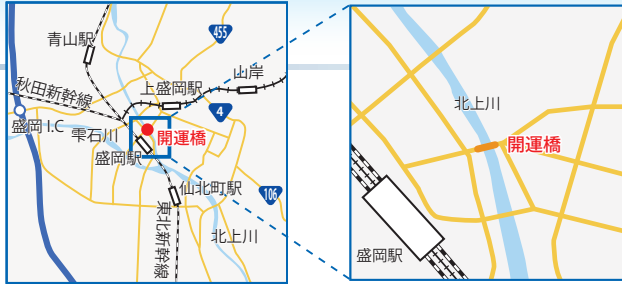 455
青山駅
山岸
上盛岡駅
秋田新幹線
4
盛岡I.C
雫石川
開運橋
盛岡駅
仙北町駅
106
東北新幹線
北上川
北上川
開運橋
盛岡駅